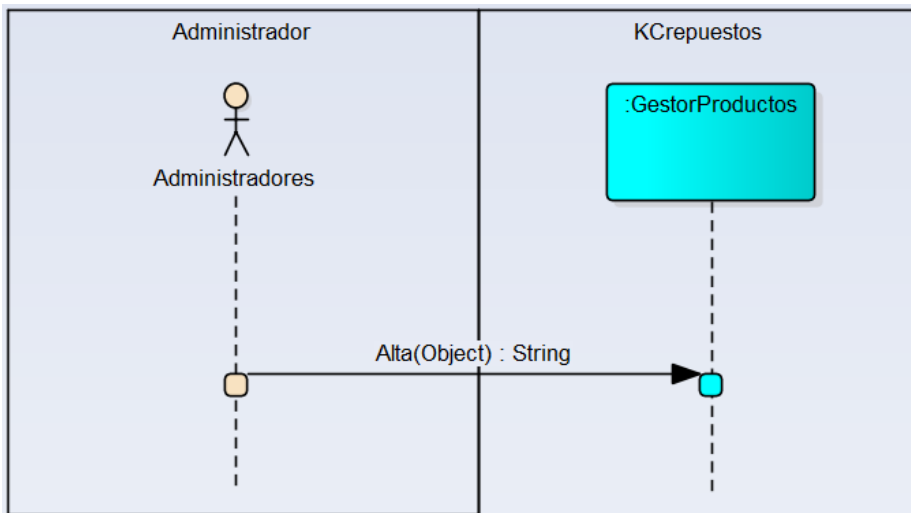 Administrador
KCrepuestos
:GestorProductos
Administradores
Alta(Object) : String